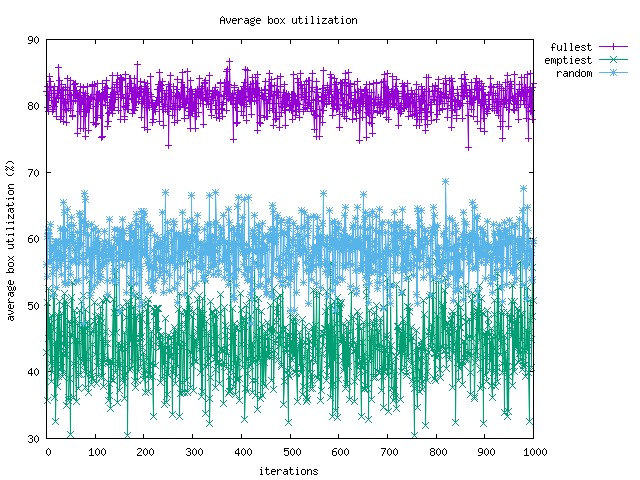 Average box utilization
fullest
emptiest
random
90
80
70
60
50
40
30
average box utilization (%)
0 100 200 300 400 500 600 700 800 900 1000
iterations